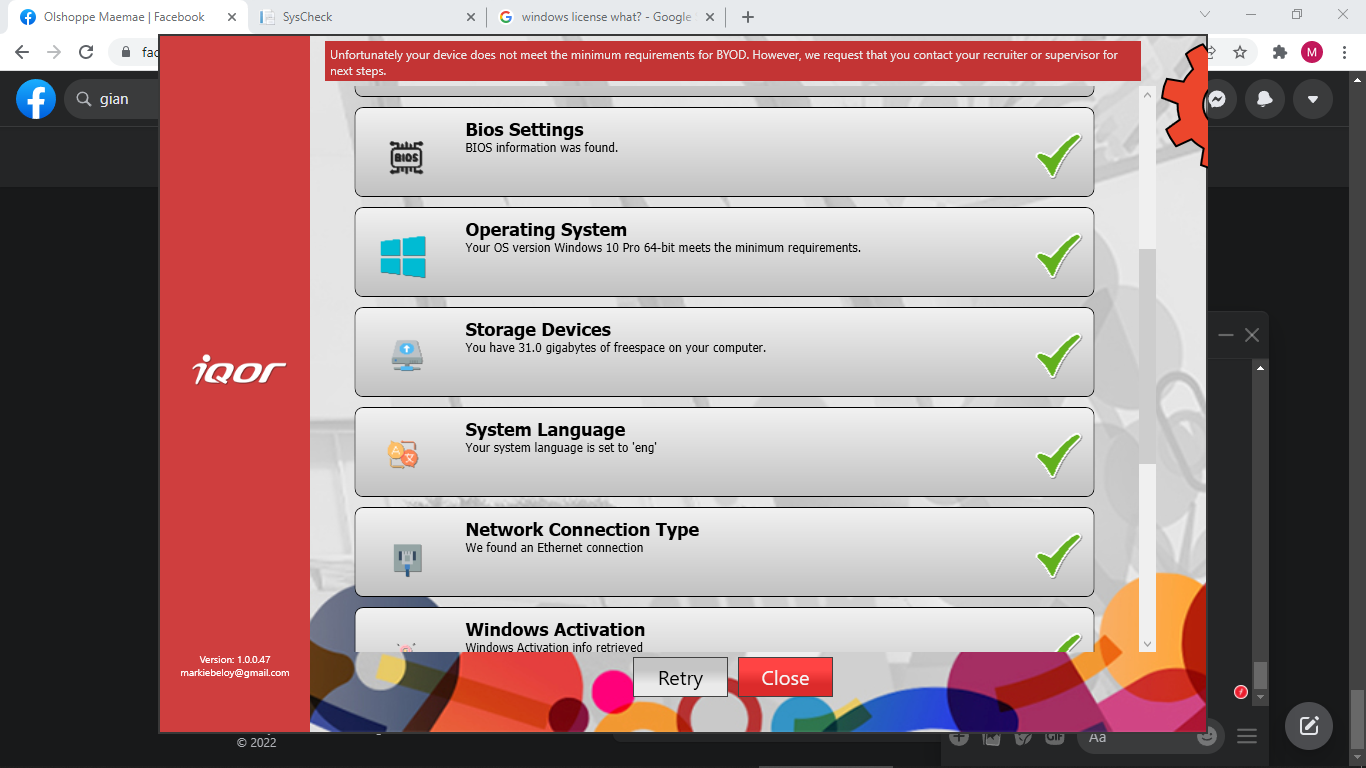 Olshoppe Maemae | Facebook
SysCheck
windows license what? - Google
fac
M
gian
Unfortunately your device does not meet the minimum requirements for BYOD. However, we request that you contact your recruiter or supervisor for
next steps.
BIOS
Bios Settings
BIOS information was found.
Operating System
Your OS version Windows 10 Pro 64-bit meets the minimum requirements.
Storage Devices
You have 31.0 gigabytes of freespace on your computer.
iQor
System Language
Your system language is set to 'eng'
Network Connection Type
We found an Ethernet connection
Windows Activation
Windows Activation info retrieved
Version: 1.0.0.47
markiebeloy@gmail.com
Retry
Close
© 2022
GIF
Aa